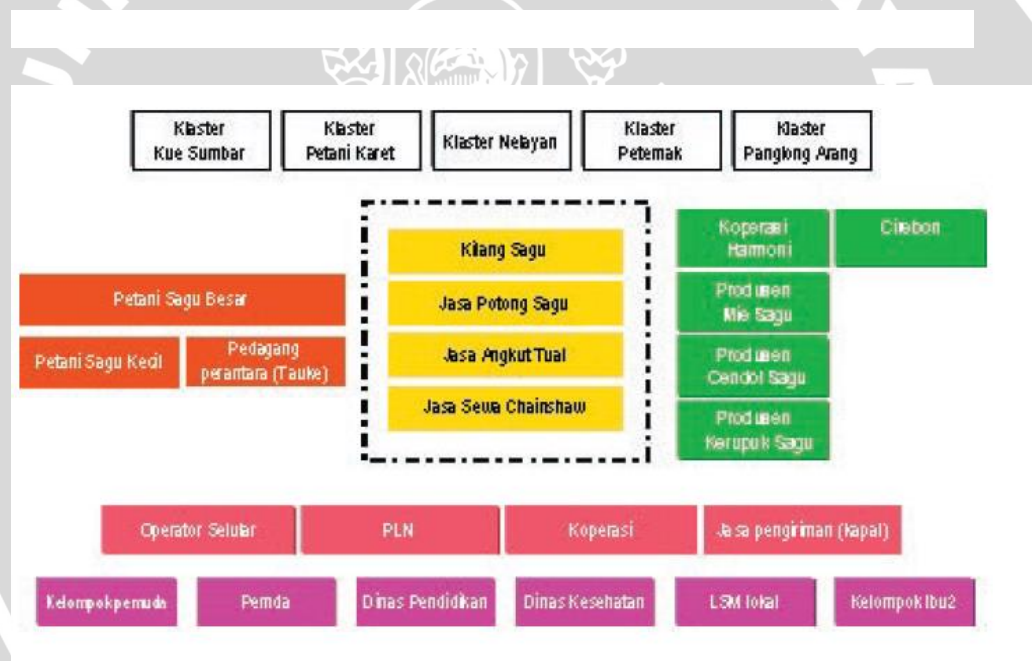 Klaster
Kue Sumbar
Klaster
Petani Karet
Klaster Nelayan
Klaster
Peternak
Klaster
Panglong Arang
Kilang Sagu
Jasa Potong Sagu
Jasa Angkut Tual
Jasa Sewa Chainshaw
Koperasi
Harmoni
Cirebon
Produsen
Mie Sagu
Produsen
Cendol Sagu
Produsen
Kerupuk Sagu
Petani Sagu Besar
Petani Sagu Kecil
Pedagang
perantara (Tauke)
Operator Selular
PLN
Koperasi
Jasa pengiriman (kapal)
Kelompok pemuda
Pemda
Dinas Pendidikan
Dinas Kesehatan
LSM lokal
Kelompok Ibu2